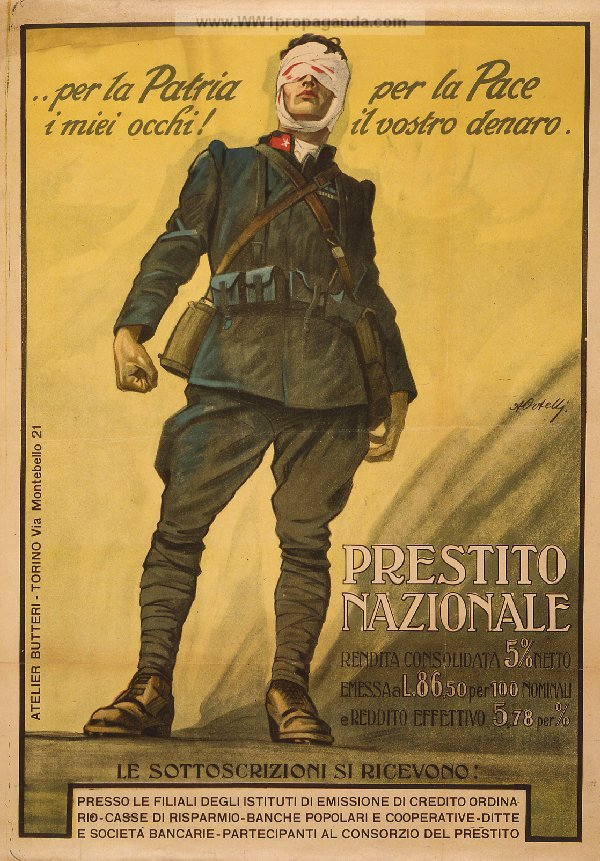 www.WW1propaganda.com
..per la Patria
i miei occhi!
per la Pace
il vostro denaro.
ATELIER BUTTERI - TORINO Via Montebello 21
PRESTITO
NAZIONALE
RENDITA CONSOLIDATA 5% NETTO
EMESSA a L.86,50 per 100 NOMINALI
e REDDITO EFFETTIVO 5,78 per %
LE SOTTOSCRIZIONI SI RICEVONO:
PRESSO LE FILIALI DEGLI ISTITUTI DI EMISSIONE DI CREDITO ORDINA-
RIO-CASSE DI RISPARMIO-BANCHE POPOLARI E COOPERATIVE-DITTE
E SOCIETÀ BANCARIE-PARTECIPANTI AL CONSORZIO DEL PRESTITO